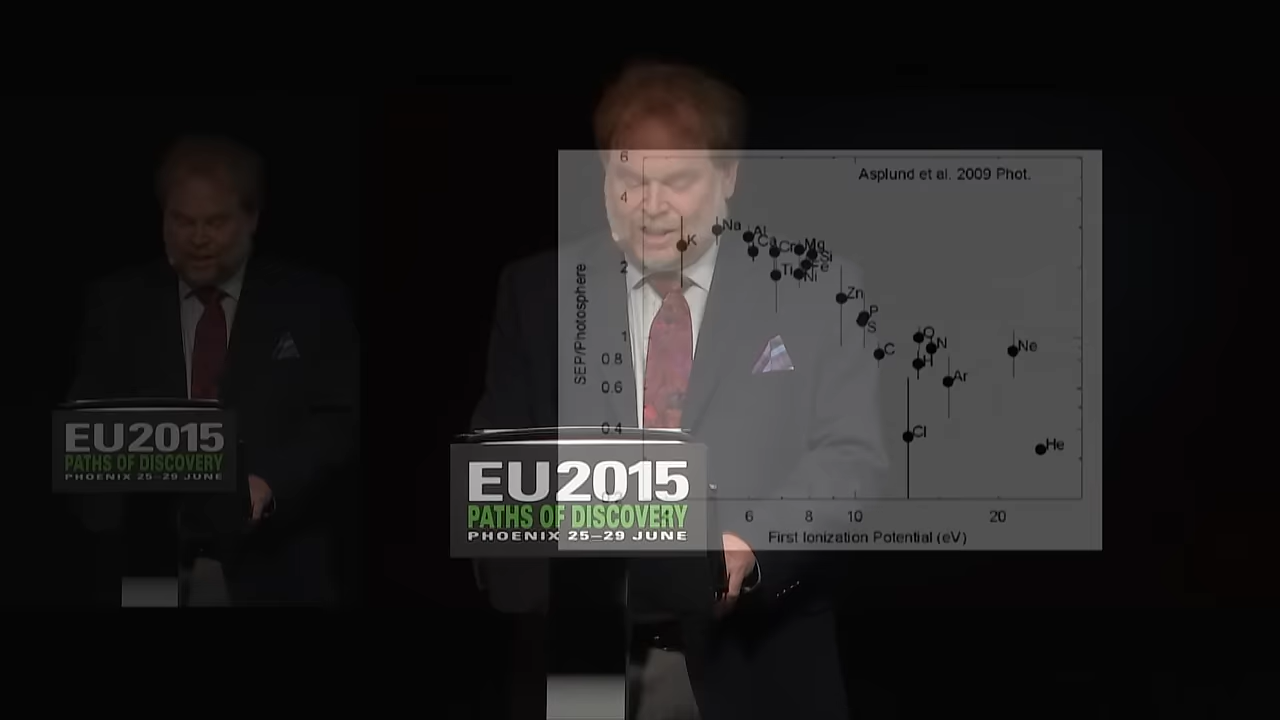 EU2015
PATHS OF DISCOVERY
PHOENIX 25–29 JUNE
EU2015
PATHS OF DISCOVERY
PHOENIX 25–29 JUNE
Asplund et al. 2009 Phot.
SEP/Photosphere
6
4
2
1
0.8
0.6
0.4
K
Na
Al
Ca
Cr
Mg
Si
Fe
Ti
Ni
Zn
P
S
C
O
N
H
Ne
Ar
Cl
He
6
8
10
20
First Ionization Potential (eV)